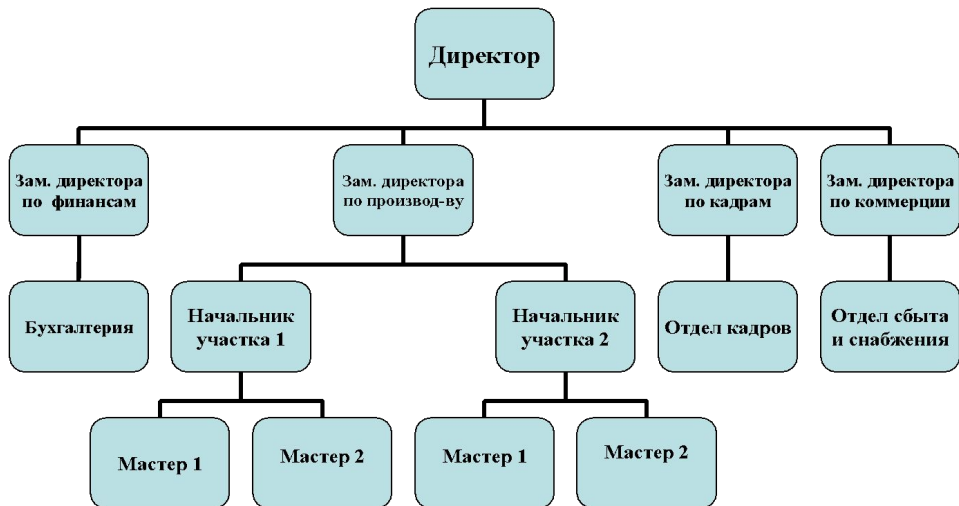 Директор
Зам. директора
по финансам
Зам. директора
по производ-ву
Зам. директора
по кадрам
Зам. директора
по коммерции
Бухгалтерия
Начальник
участка 1
Начальник
участка 2
Отдел кадров
Отдел сбыта
и снабжения
Мастер 1
Мастер 2
Мастер 1
Мастер 2